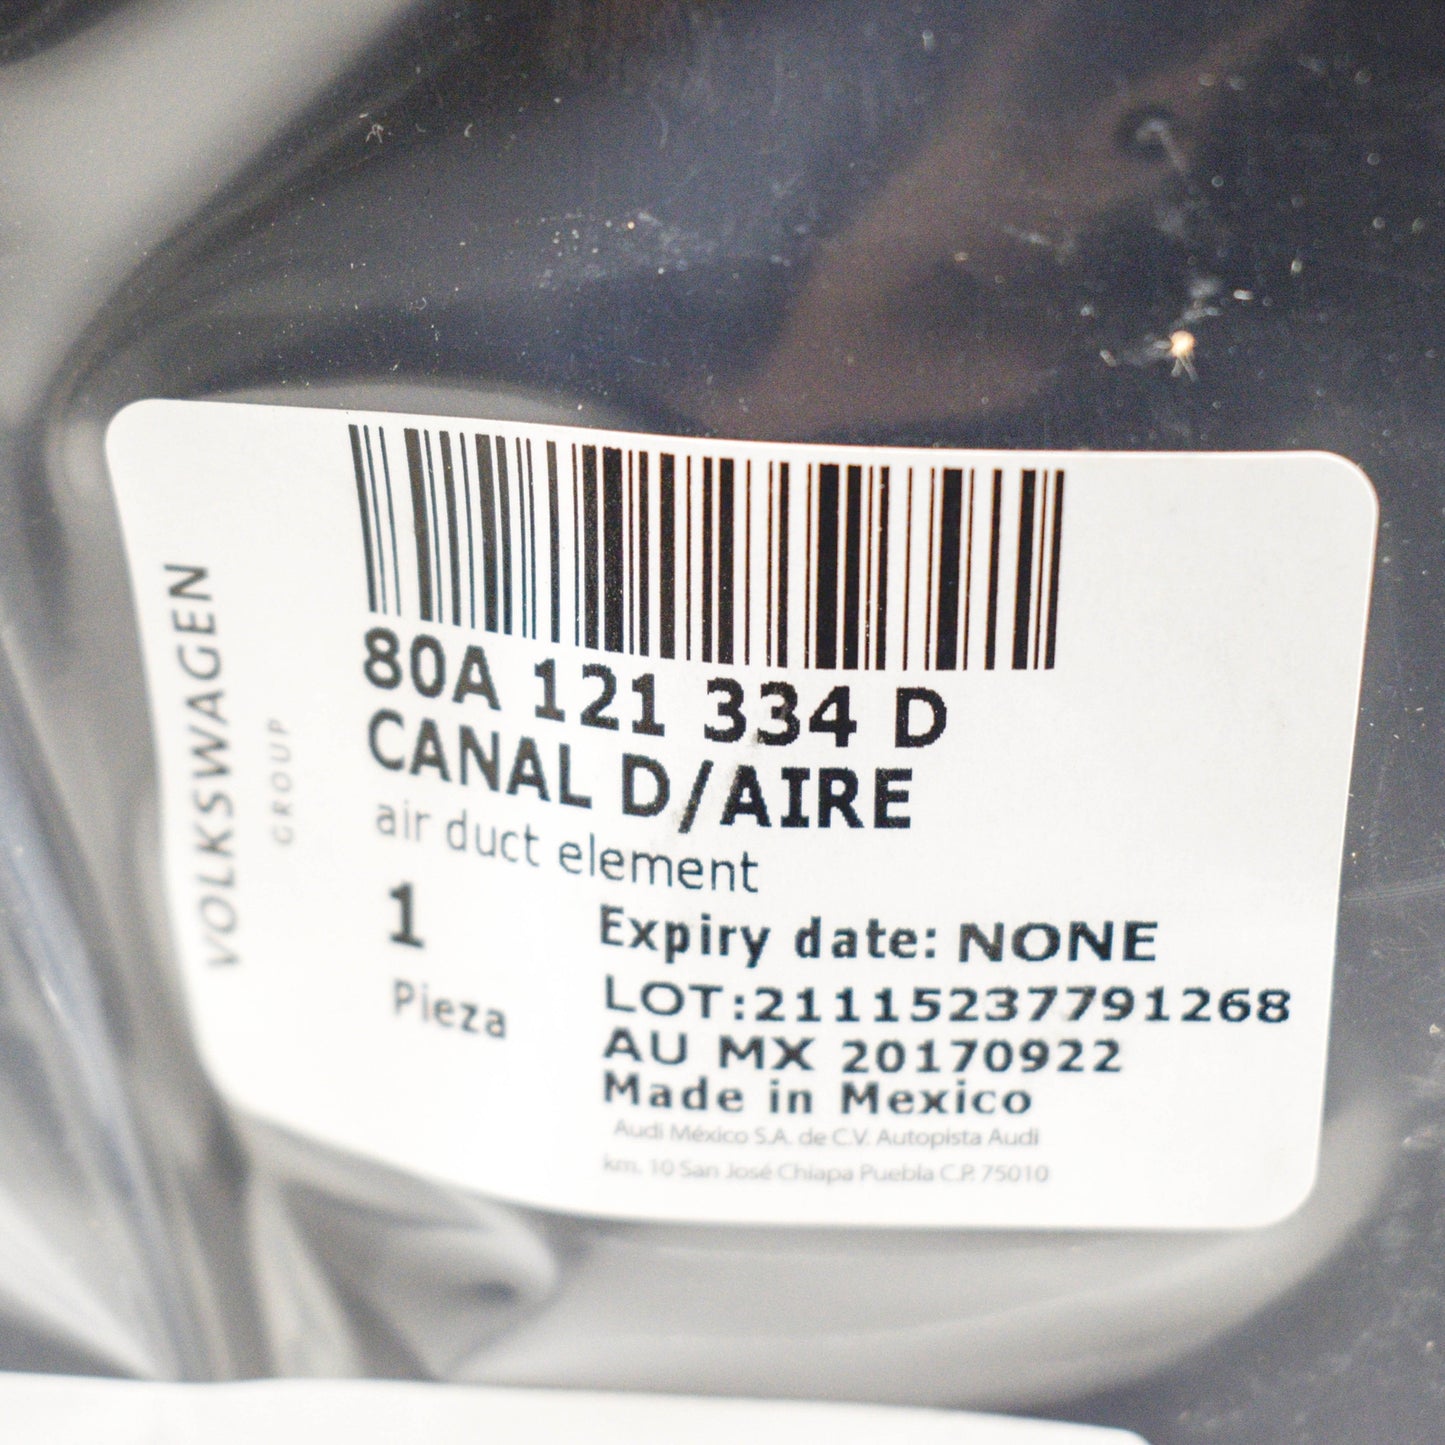 VOLKSWAGEN
GROUP
80A 121 334 D
CANAL D/AIRE
air duct element
1
Pieza
Expiry date: NONE
LOT:211152377791268
AU MX 20170922
Made in Mexico
Audi México S.A. de C.V. Autopista Audi
km. 10 San José Chiapa Puebla C.P. 75010